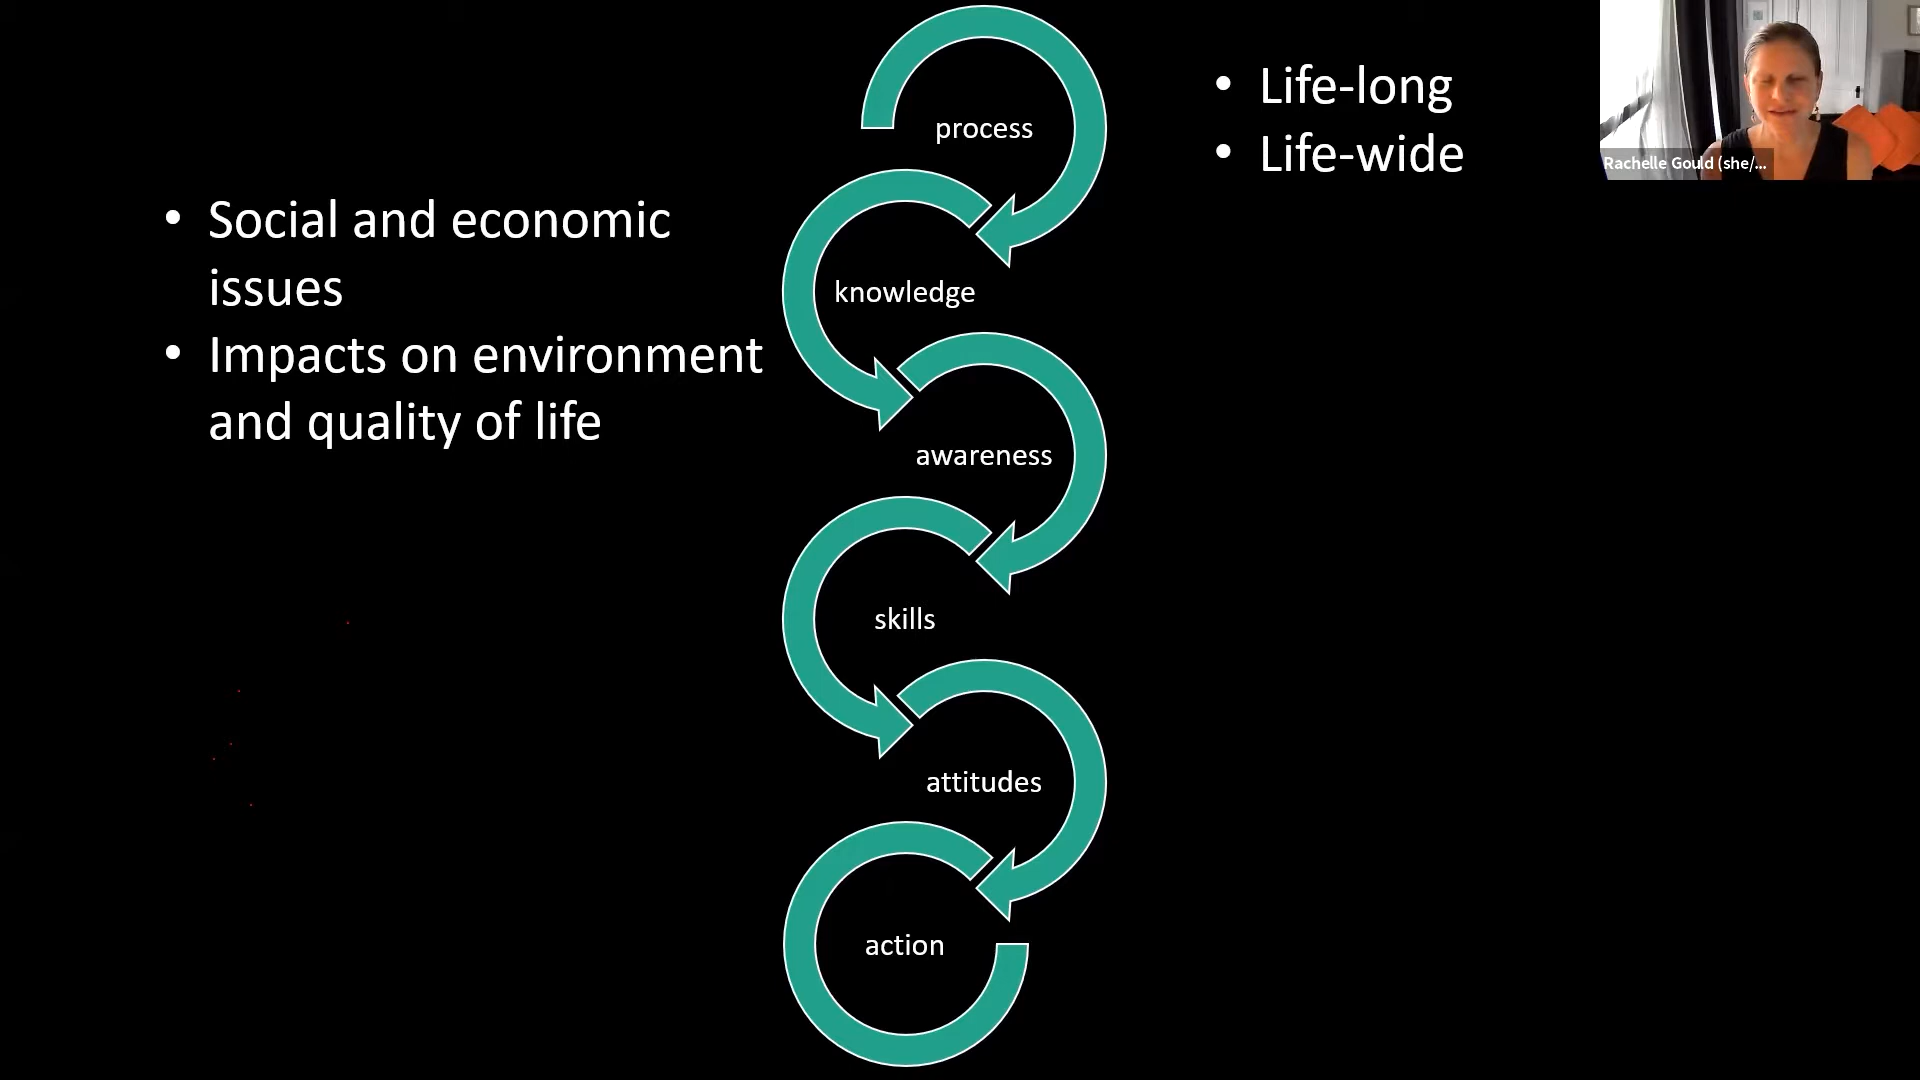 process
• Life-long
• Life-wide
Rachelle Gould (she/...
• Social and economic
issues
• Impacts on environment
and quality of life
knowledge
awareness
skills
attitudes
action